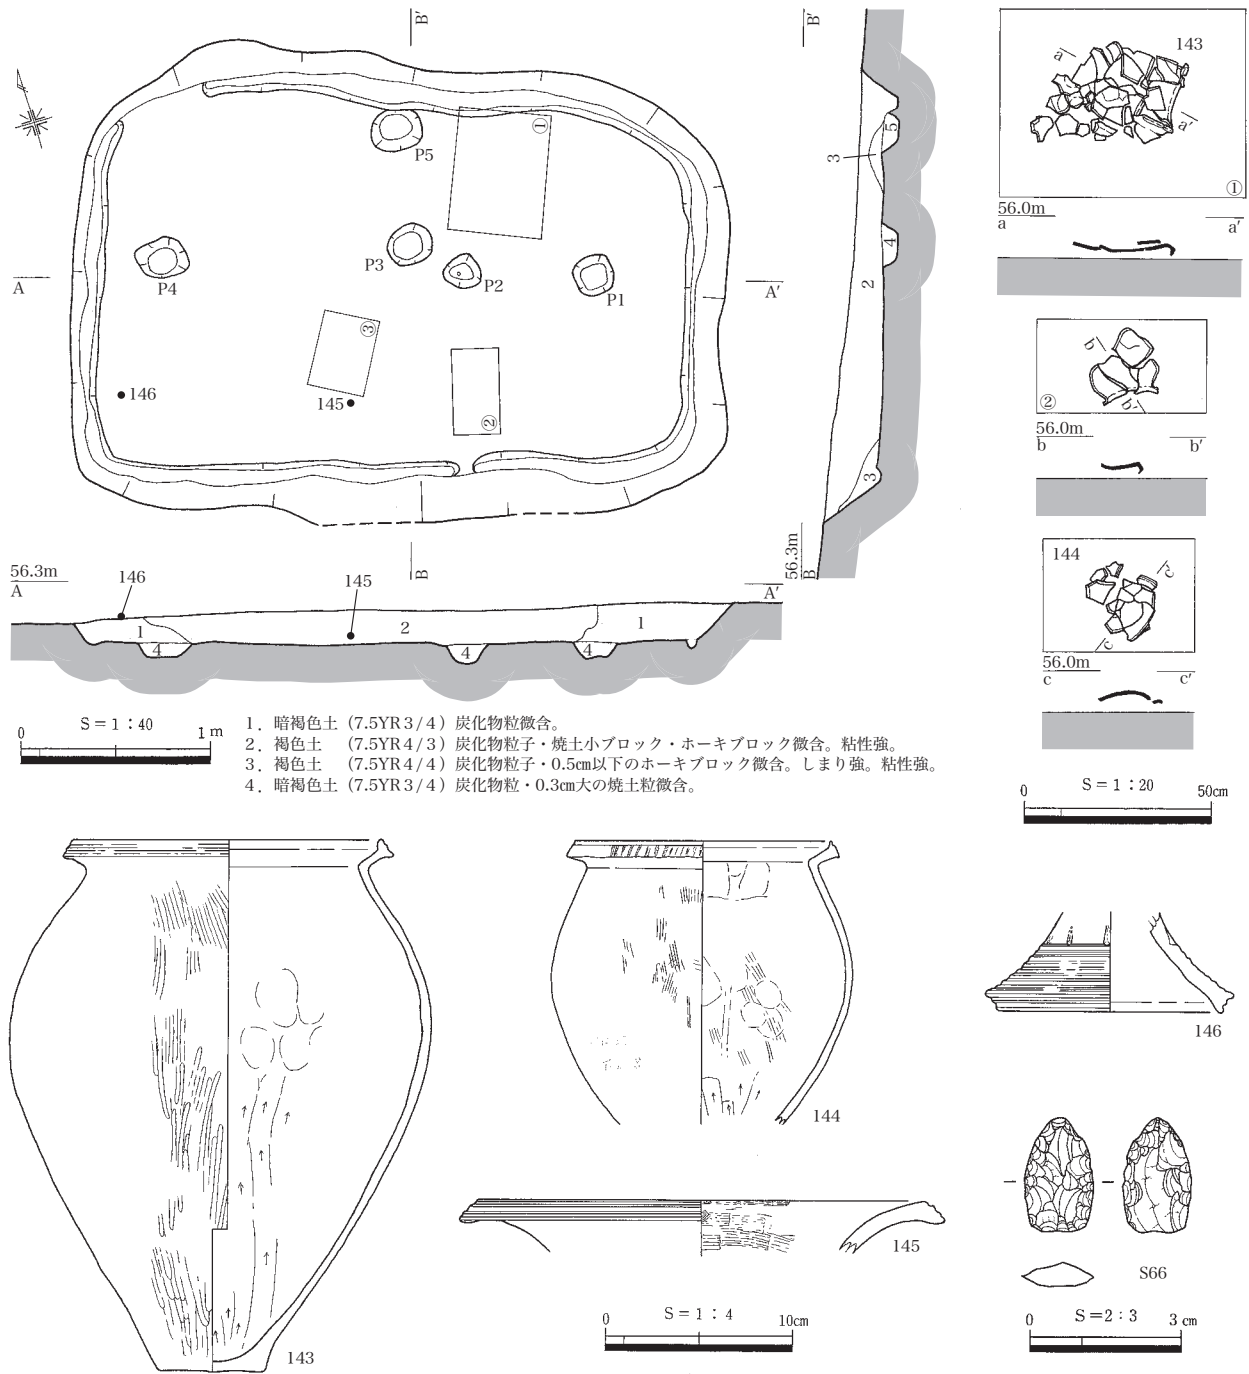 B′
B′
143
a
a′
①
56.0m
a
a′
P5
①
5
3
4
P3
P4
P2
P1
A
A′
2
③
146
145
②
3
b
b′
②
56.0m
b
b′
144
c′
c
56.0m
c
c′
56.3m
A
146
B
145
A′
56.3m
B
1
2
1
4
4
4
0
S=1:40
1m
1．暗褐色土（7.5YR3/4）炭化物粒微含。
2．褐色土　（7.5YR4/3）炭化物粒子・焼土小ブロック・ホーキブロック微含。粘性強。
3．褐色土　（7.5YR4/4）炭化物粒子・0.5㎝以下のホーキブロック微含。しまり強。粘性強。
4．暗褐色土（7.5YR3/4）炭化物粒・0.3㎝大の焼土粒微含。
0
S=1:20
50㎝
143
144
146
145
S66
0
S=1:4
10㎝
0
S=2:3
3㎝